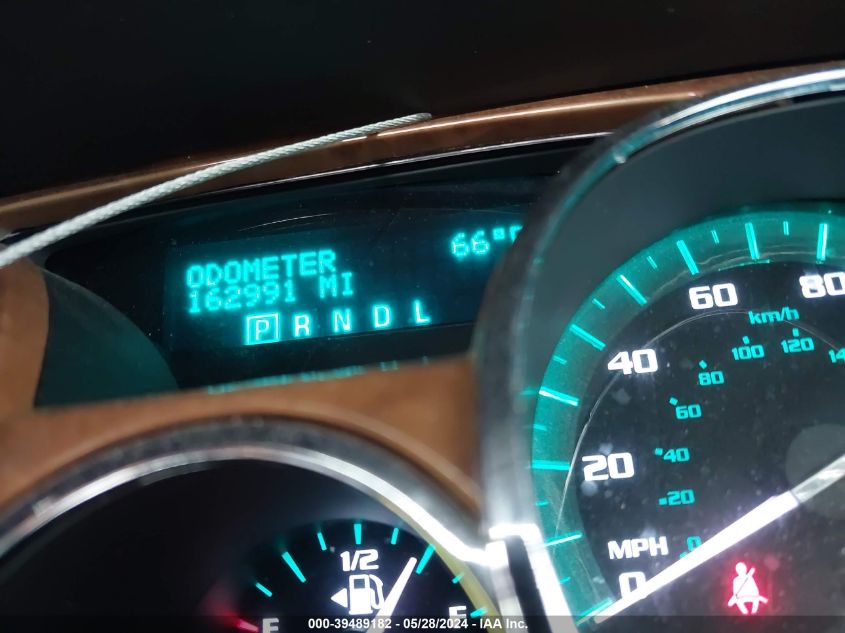 66°F
ODOMETER
162991 MI
P R N D L
60 80
km/h
40 80 100 120
60
20 40
20
MPH 0
0
1/2
E F
000-39489182 - 05/28/2024 - IAA Inc.